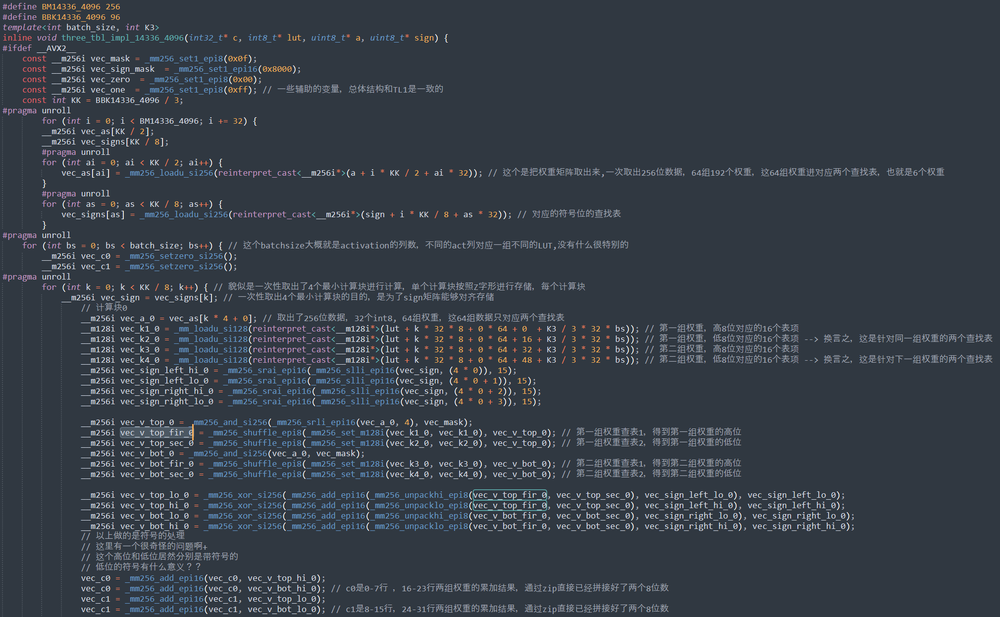 #define BM14336_4096 256
#define BBK14336_4096 96
template<int batch_size, int K3>
inline void three_tbl_impl_14336_4096(int32_t* c, int8_t* lut, uint8_t* a, uint8_t* sign) {
#ifdef __AVX2__
const __m256i vec_mask = _mm256_set1_epi8(0x0f);
const __m256i vec_sign_mask  = _mm256_set1_epi16(0x8000);
const __m256i vec_zero  = _mm256_set1_epi8(0x00);
const __m256i vec_one  = _mm256_set1_epi8(0xff); // 一些辅助的变量, 总体结构和TL1是一致的
const int KK = BBK14336_4096 / 3;
#pragma unroll
for (int i = 0; i < BM14336_4096; i += 32) {
__m256i vec_as[KK / 2];
__m256i vec_signs[KK / 8];
#pragma unroll
for (int ai = 0; ai < KK / 2; ai++) {
vec_as[ai] = _mm256_loadu_si256(reinterpret_cast<__m256i*>(a + i * KK / 2 + ai * 32)); // 这个是把权重矩阵取出来,一次取出256位数据, 64组192个权重, 这64组权重进对应两个查找表, 也就是6个权重
}
#pragma unroll
for (int as = 0; as < KK / 8; as++) {
vec_signs[as] = _mm256_loadu_si256(reinterpret_cast<__m256i*>(sign + i * KK / 8 + as * 32)); // 对应的符号位的查找表
}
#pragma unroll
for (int bs = 0; bs < batch_size; bs++) { // 这个batchsize大概就是activation的列数, 不同的act列对应一组不同的LUT,没有什么很特别的
__m256i vec_c0 = _mm256_setzero_si256();
__m256i vec_c1 = _mm256_setzero_si256();
#pragma unroll
for (int k = 0; k < KK / 8; k++) { // 貌似是一次性取出了4个最小计算块进行计算, 单个计算块按照Z字形进行存储, 每个计算块
__m256i vec_sign = vec_signs[k]; // 一次性取出4个最小计算块的目的, 是为了sign矩阵能够对齐存储
// 计算块0
__m256i vec_a_0 = vec_as[k * 4 + 0]; // 取出了256位数据, 32个int8, 64组权重, 这64组数据只对应两个查找表
__m128i vec_k1_0 = _mm_loadu_si128(reinterpret_cast<__m128i*>(lut + k * 32 * 8 + 0 * 64 + 0  + K3 / 3 * 32 * bs)); // 第一组权重, 高8位对应的16个表项
__m128i vec_k2_0 = _mm_loadu_si128(reinterpret_cast<__m128i*>(lut + k * 32 * 8 + 0 * 64 + 16 + K3 / 3 * 32 * bs)); // 第一组权重, 低8位对应的16个表项 --> 换言之, 这是针对同一组权重的两个查找表
__m128i vec_k3_0 = _mm_loadu_si128(reinterpret_cast<__m128i*>(lut + k * 32 * 8 + 0 * 64 + 32 + K3 / 3 * 32 * bs)); // 第二组权重, 高8位对应的16个表项
__m128i vec_k4_0 = _mm_loadu_si128(reinterpret_cast<__m128i*>(lut + k * 32 * 8 + 0 * 64 + 48 + K3 / 3 * 32 * bs)); // 第二组权重, 低8位对应的16个表项 --> 换言之, 这是针对下一组权重的两个查找表
__m256i vec_sign_left_hi_0 = _mm256_srai_epi16(_mm256_slli_epi16(vec_sign, (4 * 0)), 15);
__m256i vec_sign_left_lo_0 = _mm256_srai_epi16(_mm256_slli_epi16(vec_sign, (4 * 0 + 1)), 15);
__m256i vec_sign_right_hi_0 = _mm256_srai_epi16(_mm256_slli_epi16(vec_sign, (4 * 0 + 2)), 15);
__m256i vec_sign_right_lo_0 = _mm256_srai_epi16(_mm256_slli_epi16(vec_sign, (4 * 0 + 3)), 15);
__m256i vec_v_top_0 = _mm256_and_si256(_mm256_srli_epi16(vec_a_0, 4), vec_mask);
__m256i vec_v_top_fir_0 = _mm256_shuffle_epi8(_mm256_set_m128i(vec_k1_0, vec_k1_0), vec_v_top_0); // 第一组权重查表1, 得到第一组权重的高位
__m256i vec_v_top_sec_0 = _mm256_shuffle_epi8(_mm256_set_m128i(vec_k2_0, vec_k2_0), vec_v_top_0); // 第一组权重查表2, 得到第一组权重的低位
__m256i vec_v_bot_0 = _mm256_and_si256(vec_a_0, vec_mask);
__m256i vec_v_bot_fir_0 = _mm256_shuffle_epi8(_mm256_set_m128i(vec_k3_0, vec_k3_0), vec_v_bot_0); // 第二组权重查表1, 得到第二组权重的高位
__m256i vec_v_bot_sec_0 = _mm256_shuffle_epi8(_mm256_set_m128i(vec_k4_0, vec_k4_0), vec_v_bot_0); // 第二组权重查表2, 得到第二组权重的低位
__m256i vec_v_top_lo_0 = _mm256_xor_si256(_mm256_add_epi16(_mm256_unpackhi_epi8(vec_v_top_fir_0, vec_v_top_sec_0), vec_sign_left_lo_0), vec_sign_left_lo_0);
__m256i vec_v_top_hi_0 = _mm256_xor_si256(_mm256_add_epi16(_mm256_unpacklo_epi8(vec_v_top_fir_0, vec_v_top_sec_0), vec_sign_left_hi_0), vec_sign_left_hi_0);
__m256i vec_v_bot_lo_0 = _mm256_xor_si256(_mm256_add_epi16(_mm256_unpackhi_epi8(vec_v_bot_fir_0, vec_v_bot_sec_0), vec_sign_right_lo_0), vec_sign_right_lo_0);
__m256i vec_v_bot_hi_0 = _mm256_xor_si256(_mm256_add_epi16(_mm256_unpacklo_epi8(vec_v_bot_fir_0, vec_v_bot_sec_0), vec_sign_right_hi_0), vec_sign_right_hi_0);
// 以上做的是符号的处理
// 这里有一个很奇怪的问题啊+
// 这个高位和低位居然分别是带符号的
// 低位的符号有什么意义？？
vec_c0 = _mm256_add_epi16(vec_c0, vec_v_top_hi_0);
vec_c0 = _mm256_add_epi16(vec_c0, vec_v_bot_hi_0); // c0是0-7行 , 16-23行两组权重的累加结果, 通过zip直接已经拼接好了两个8位数
vec_c1 = _mm256_add_epi16(vec_c1, vec_v_top_lo_0);
vec_c1 = _mm256_add_epi16(vec_c1, vec_v_bot_lo_0); // c1是8-15行, 24-31行两组权重的累加结果, 通过zip直接已经拼接好了两个8位数